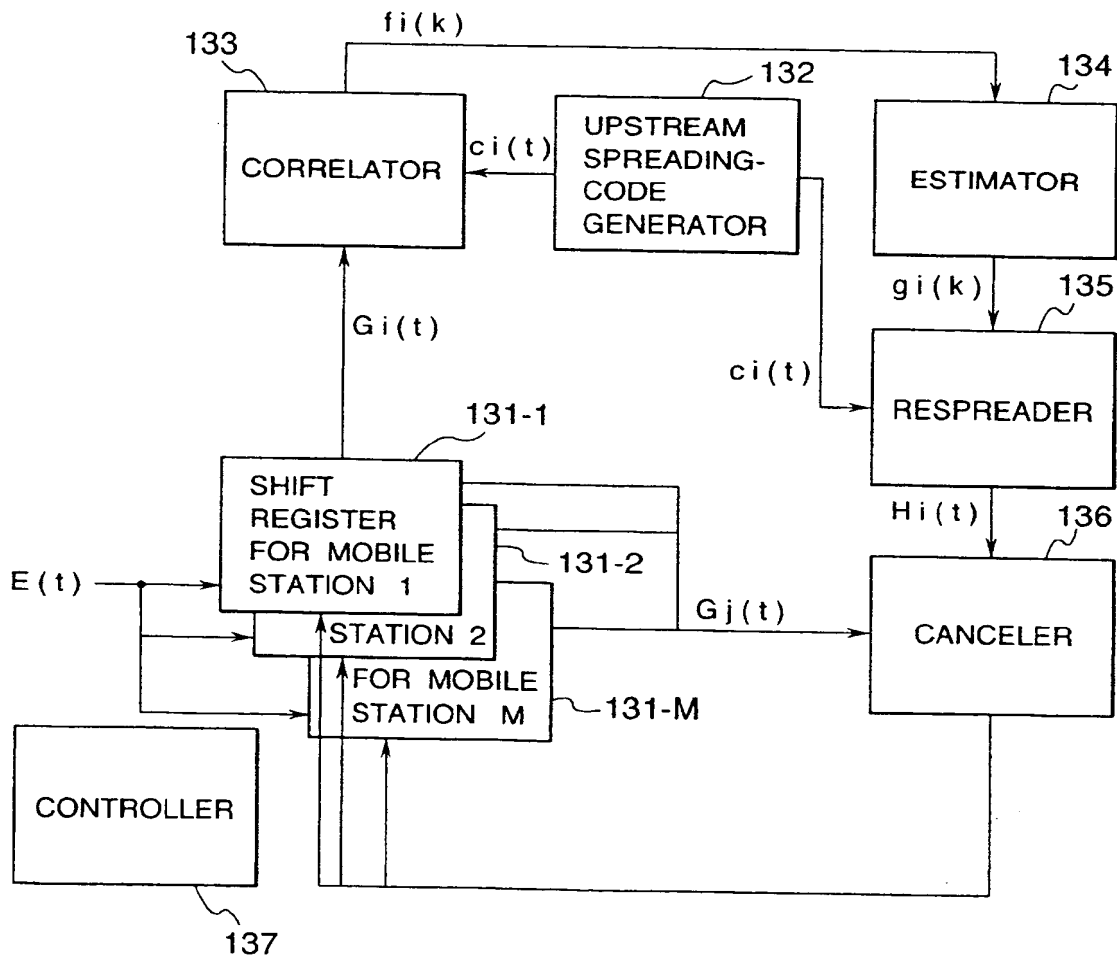 fi(k)
133
132
134
CORRELATOR
ci(t)
UPSTREAM
SPREADING-
CODE
GENERATOR
ESTIMATOR
gi(k)
135
Gi(t)
ci(t)
RESPREADER
131-1
SHIFT
REGISTER
FOR MOBILE
STATION 1
Hi(t)
136
131-2
E(t)
STATION 2
Gj(t)
CANCELER
FOR MOBILE
STATION M
131-M
CONTROLLER
137